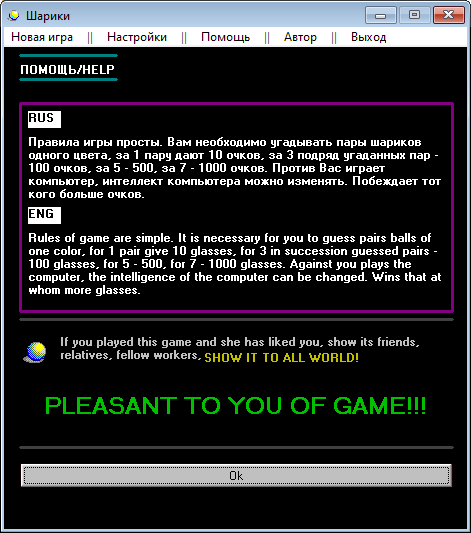 Шарики
Новая игра || Настройки || Помощь || Автор || Выход
ПОМОЩЬ/HELP
RUS
Правила игры просты. Вам необходимо угадывать пары шариков
одного цвета, за 1 пару дают 10 очков, за 3 подряд угаданных пар -
100 очков, за 5 - 500, за 7 - 1000 очков. Против Вас играет
компьютер, интеллект компьютера можно изменять. Побеждает тот
кого больше очков.
ENG
Rules of game are simple. It is necessary for you to guess pairs balls of
one color, for 1 pair give 10 glasses, for 3 in succession guessed pairs -
100 glasses, for 5 - 500, for 7 - 1000 glasses. Against you plays the
computer, the intelligence of the computer can be changed. Wins that at
whom more glasses.
If you played this game and she has liked you, show its friends,
relatives, fellow workers, SHOW IT TO ALL WORLD!
PLEASANT TO YOU OF GAME!!!
Ok